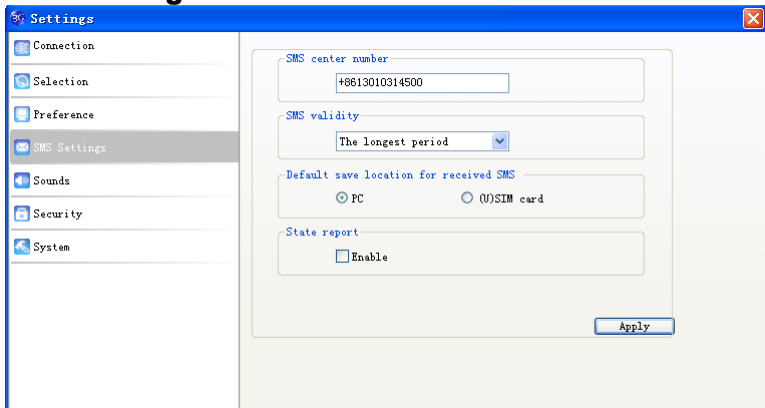 Settings
Connection
Selection
Preference
SMS Settings
Sounds
Security
System
SMS center number
+8613010314500
SMS validity
The longest period
Default save location for received SMS
PC
(U)SIM card
State report
Enable
Apply